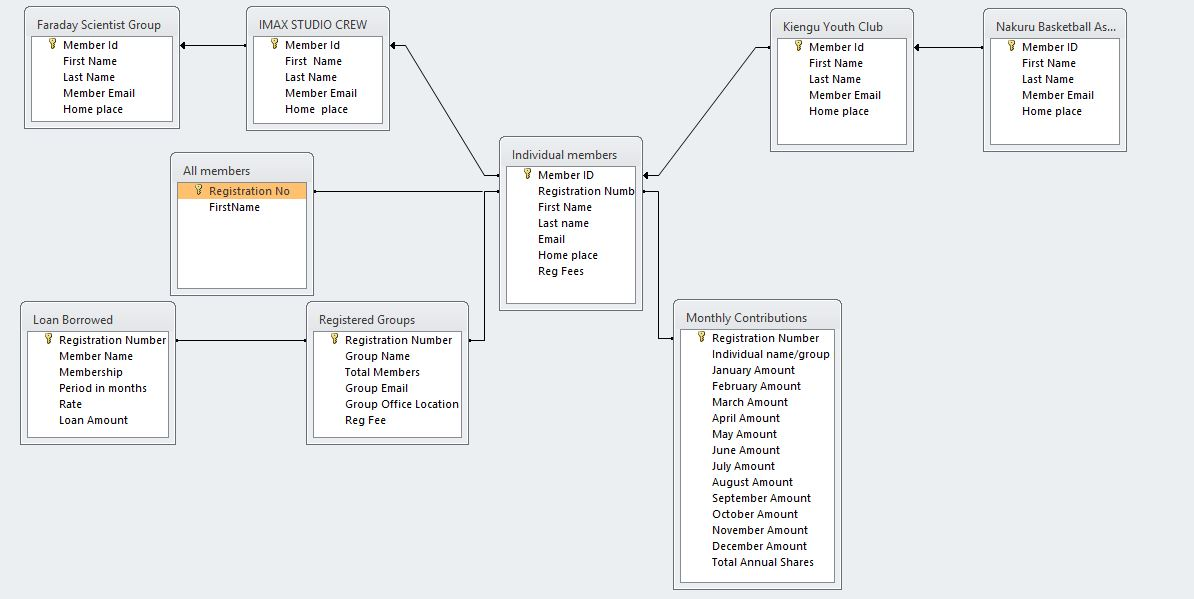 Faraday Scientist Group
Member Id
First Name
Last Name
Member Email
Home place
IMAX STUDIO CREW
Member Id
First  Name
Last Name
Member Email
Home  place
Kiengu Youth Club
Member Id
First Name
Last Name
Member Email
Home place
Nakuru Basketball As...
Member ID
First Name
Last Name
Member Email
Home place
All members
Registration No
FirstName
Individual members
Member ID
Registration Numb
First Name
Last name
Email
Home place
Reg Fees
Loan Borrowed
Registration Number
Member Name
Membership
Period in months
Rate
Loan Amount
Registered Groups
Registration Number
Group Name
Total Members
Group Email
Group Office Location
Reg Fee
Monthly Contributions
Registration Number
Individual name/group
January Amount
February Amount
March Amount
April Amount
May Amount
June Amount
July Amount
August Amount
September Amount
October Amount
November Amount
December Amount
Total Annual Shares